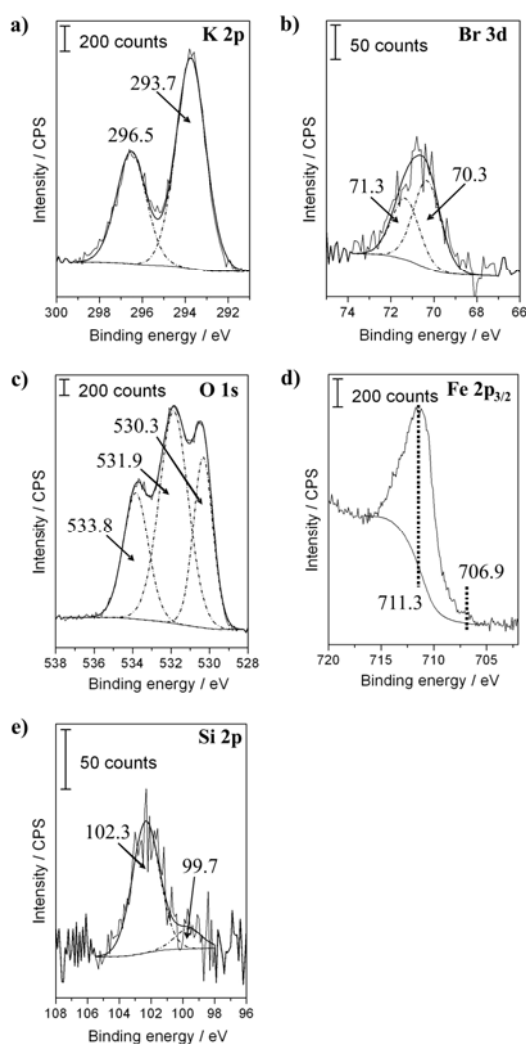 a)
K 2p
200 counts
293.7
296.5
Intensity / CPS
300 298 296 294 292
Binding energy / eV
b)
Br 3d
50 counts
71.3
70.3
Intensity / CPS
74 72 70 68 66
Binding energy / eV
c)
O 1s
200 counts
530.3
531.9
533.8
Intensity / CPS
538 536 534 532 530 528
Binding energy / eV
d)
Fe 2p3/2
200 counts
706.9
711.3
Intensity / CPS
720 715 710 705
Binding energy / eV
e)
Si 2p
50 counts
102.3
99.7
Intensity / CPS
108 106 104 102 100 98 96
Binding energy / eV